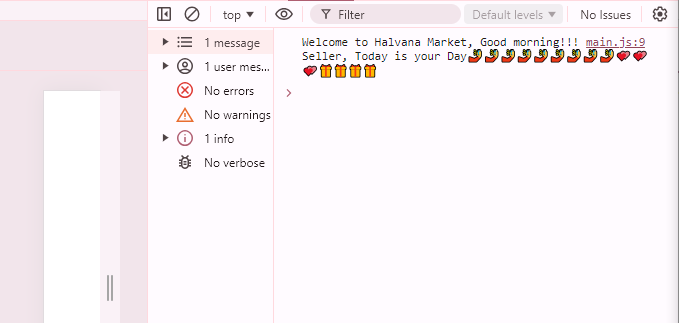 top
Filter
Default levels
No Issues
1 message
1 user mes...
No errors
No warnings
1 info
No verbose
Welcome to Halvana Market, Good morning!!! main.js:9
Seller, Today is your Day🌶🌶🌶🌶🌶🌶🌶🌶🌶💕💕
💕🎁🎁🎁🎁